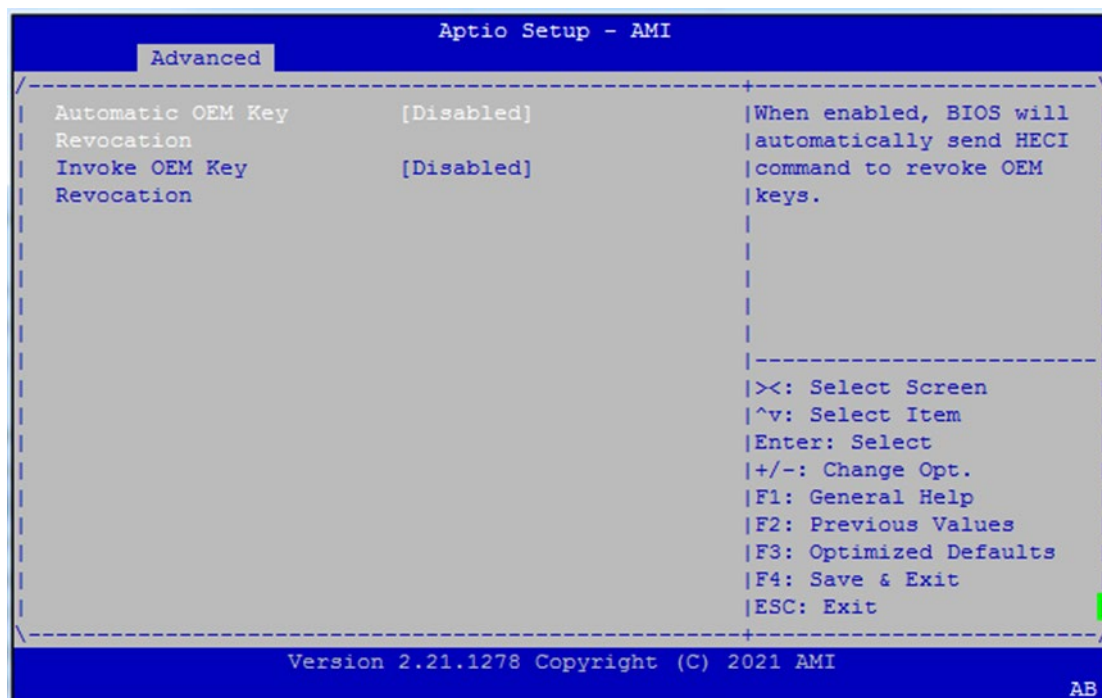 Aptio Setup - AMI
Advanced
Automatic OEM Key [Disabled]
Revocation
Invoke OEM Key [Disabled]
Revocation
When enabled, BIOS will
automatically send HECI
command to revoke OEM
keys.
><: Select Screen
^v: Select Item
Enter: Select
+/-: Change Opt.
F1: General Help
F2: Previous Values
F3: Optimized Defaults
F4: Save & Exit
ESC: Exit
Version 2.21.1278 Copyright (C) 2021 AMI
AB